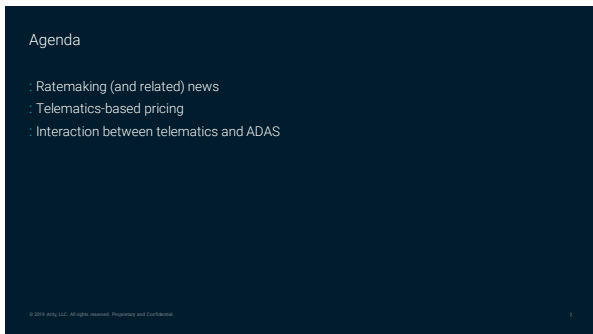 Agenda
: Ratemaking (and related) news
: Telematics-based pricing
: Interaction between telematics and ADAS
© 2019 Arity, LLC. All rights reserved. Proprietary and Confidential.
2